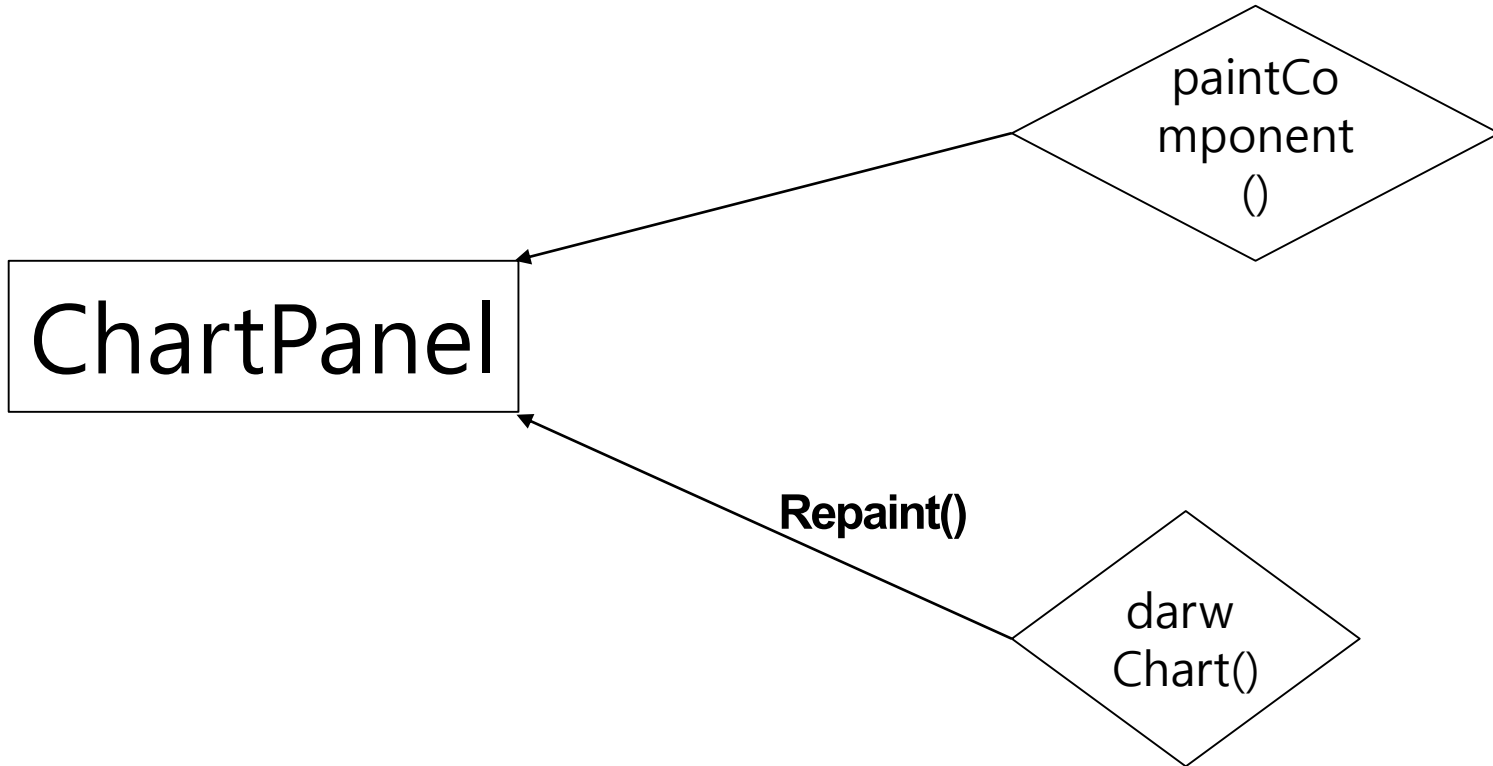 paintCo
mponent
()
ChartPanel
Repaint()
darw
Chart()